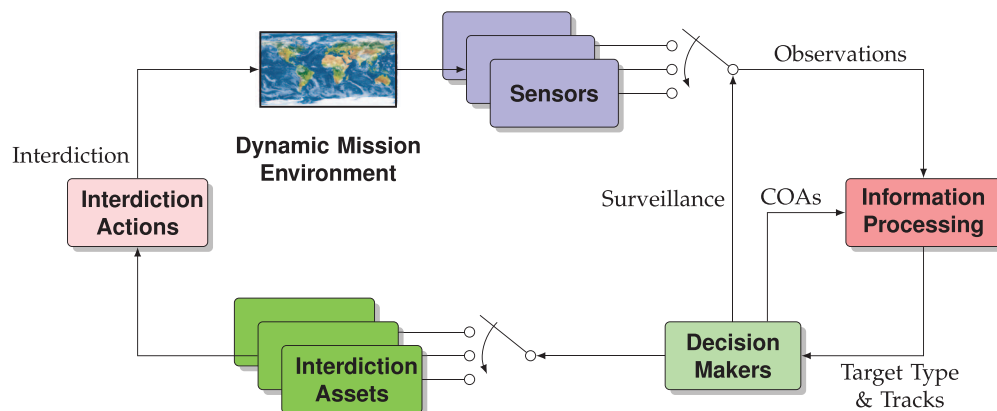 Observations
Sensors
Dynamic Mission
Environment
Interdiction
Interdiction
Actions
Surveillance
COAs
Information
Processing
Interdiction
Assets
Decision
Makers
Target Type
& Tracks